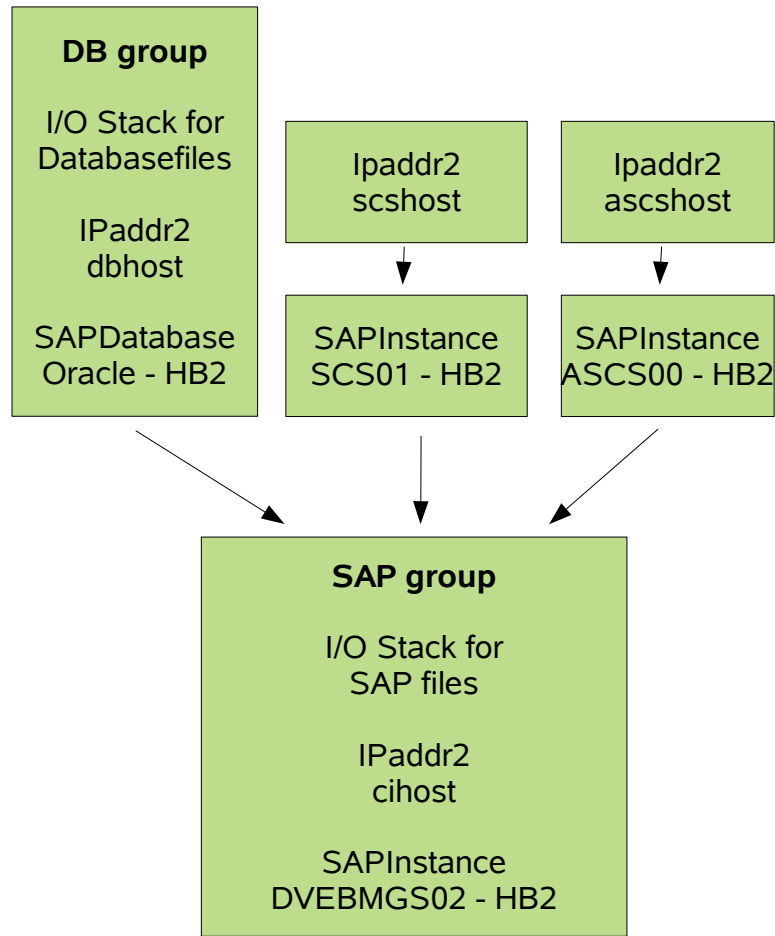 DB group
I/O Stack for
Databasefiles
IPaddr2
dbhost
SAPDatabase
Oracle - HB2
Ipaddr2
scshost
SAPInstance
SCS01 - HB2
Ipaddr2
ascshost
SAPInstance
ASCS00 - HB2
SAP group
I/O Stack for
SAP files
IPaddr2
cihost
SAPInstance
DVEBMGS02 - HB2